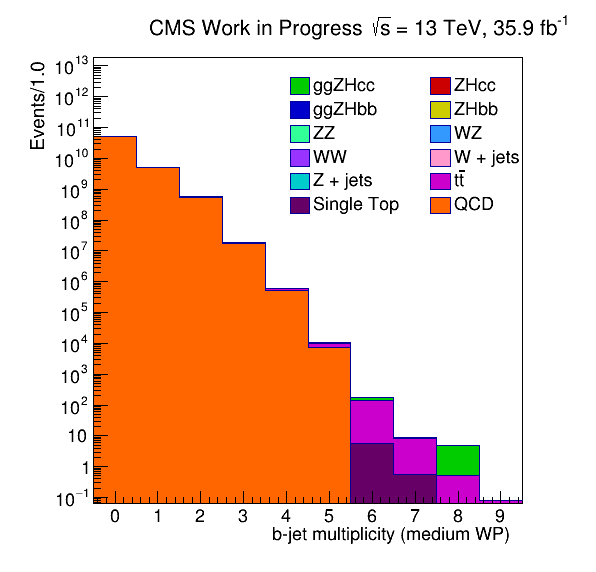 CMS Work in Progress √s = 13 TeV, 35.9 fb⁻¹
Events/1.0
10¹³
10¹²
10¹¹
10¹⁰
10⁹
10⁸
10⁷
10⁶
10⁵
10⁴
10³
10²
10
1
10⁻¹
ggZHcc ZHcc
ggZHbb ZHbb
ZZ WZ
WW W + jets
Z + jets tt̄
Single Top QCD
0 1 2 3 4 5 6 7 8 9
b-jet multiplicity (medium WP)